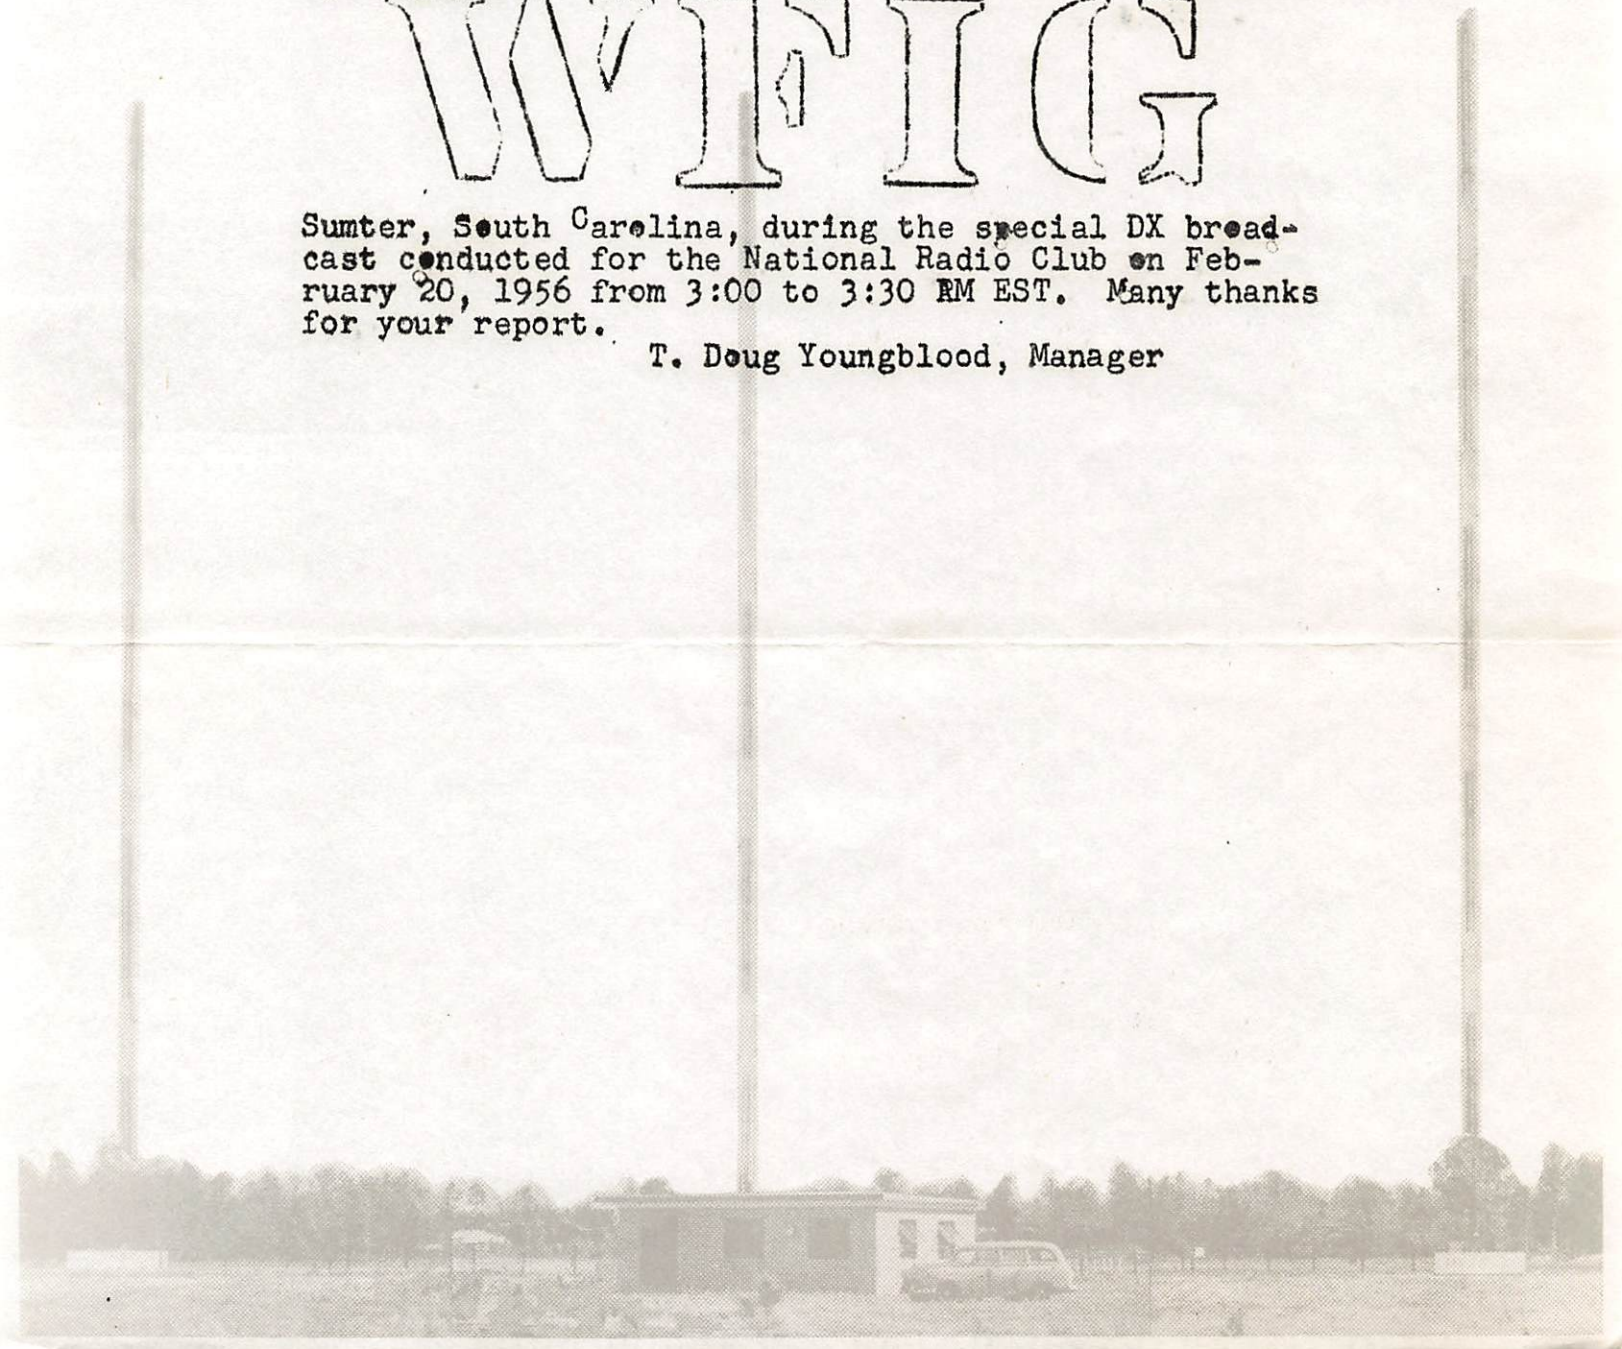 WFIG
Sumter, South Carolina, during the special DX broad-
cast conducted for the National Radio Club on Feb-
ruary 20, 1956 from 3:00 to 3:30 AM EST. Many thanks
for your report.
T. Doug Youngblood, Manager